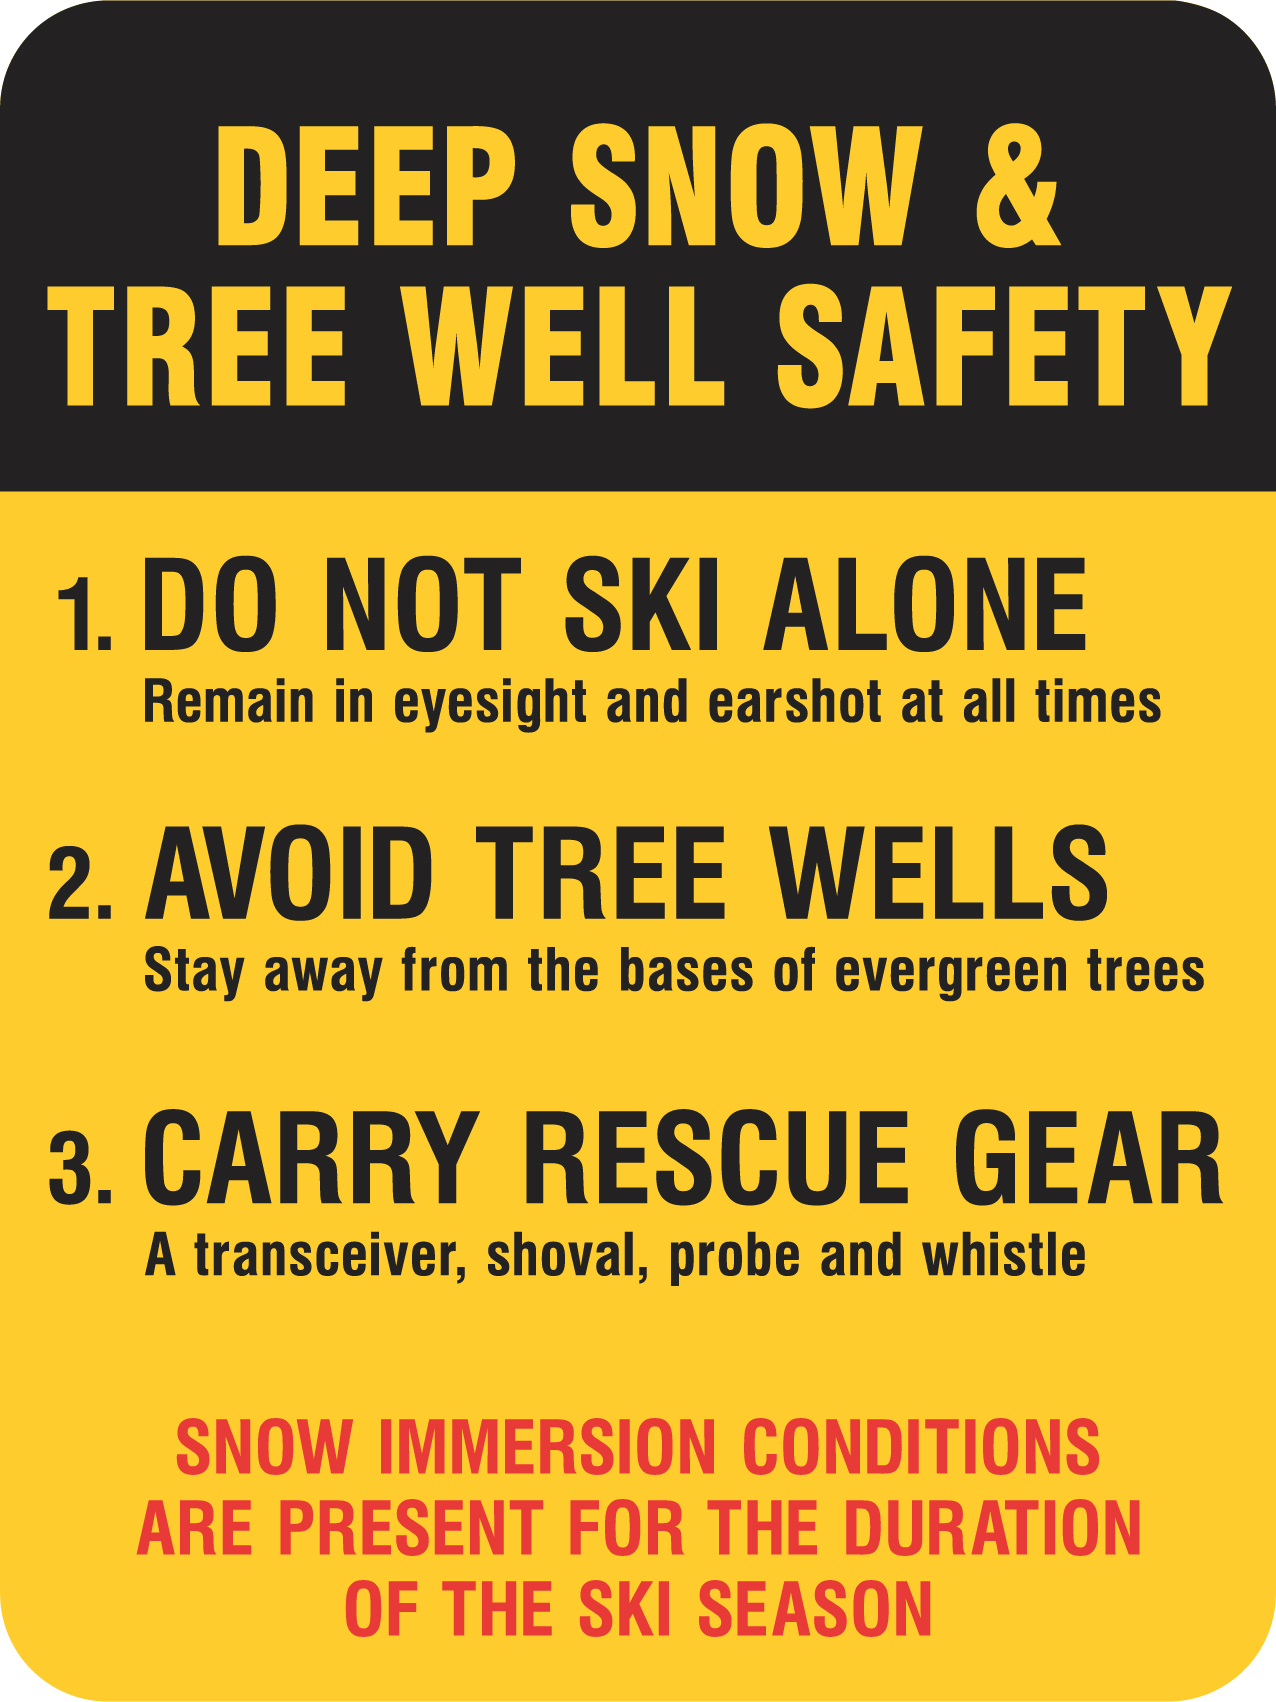 DEEP SNOW &
TREE WELL SAFETY
1. DO NOT SKI ALONE
Remain in eyesight and earshot at all times
2. AVOID TREE WELLS
Stay away from the bases of evergreen trees
3. CARRY RESCUE GEAR
A transceiver, shoval, probe and whistle
SNOW IMMERSION CONDITIONS
ARE PRESENT FOR THE DURATION
OF THE SKI SEASON